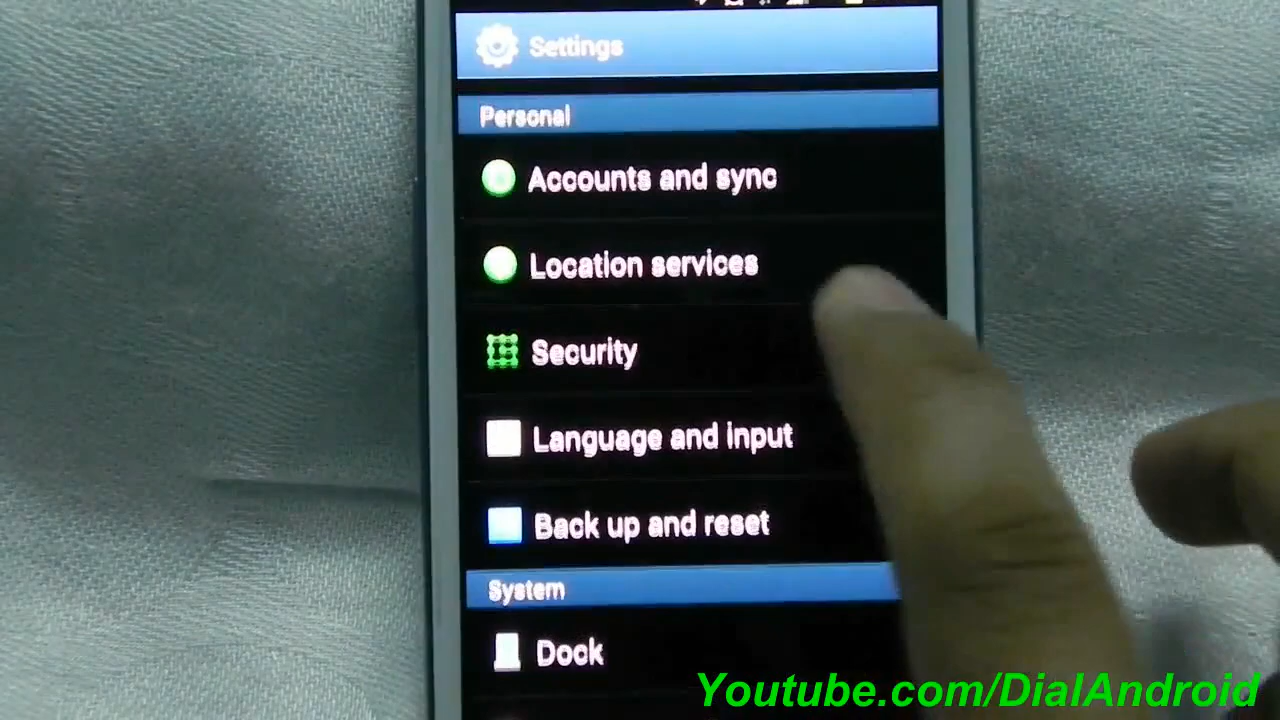 Settings
Personal
Accounts and sync
Location services
Security
Language and input
Back up and reset
System
Dock
Youtube.com/DialAndroid